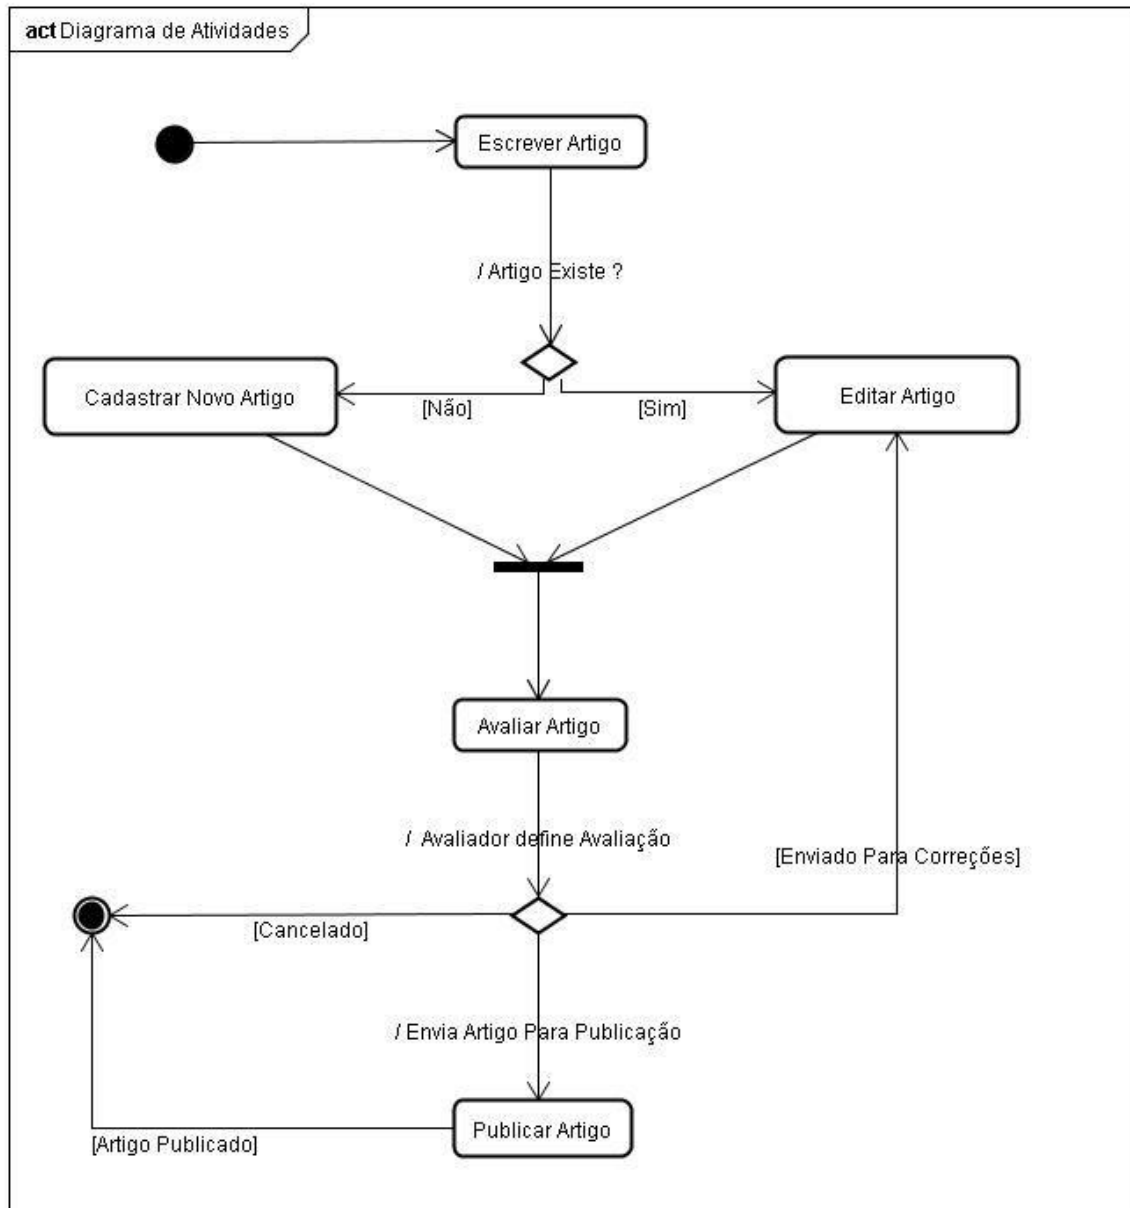 act Diagrama de Atividades
Escrever Artigo
/ Artigo Existe ?
Cadastrar Novo Artigo
[Não]
[Sim]
Editar Artigo
Avaliar Artigo
/ Avaliador define Avaliação
[Enviado Para Correções]
[Cancelado]
/ Envia Artigo Para Publicação
Publicar Artigo
[Artigo Publicado]